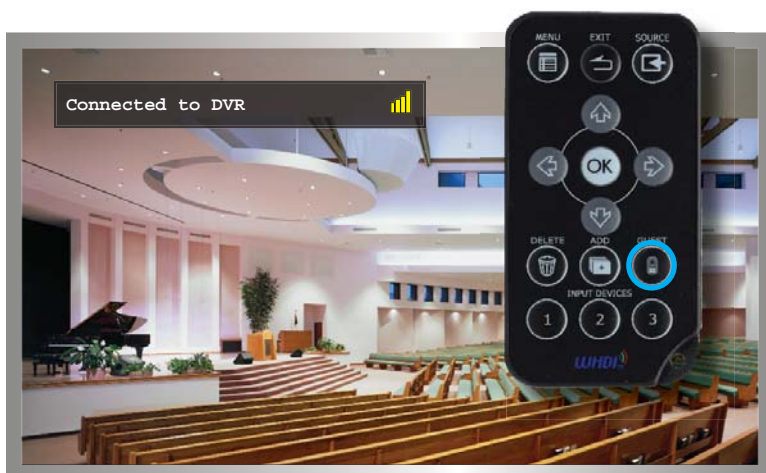 Connected to DVR
MENU EXIT SOURCE
OK
DELETE ADD GUEST
INPUT DEVICES
1 2 3
WHDI